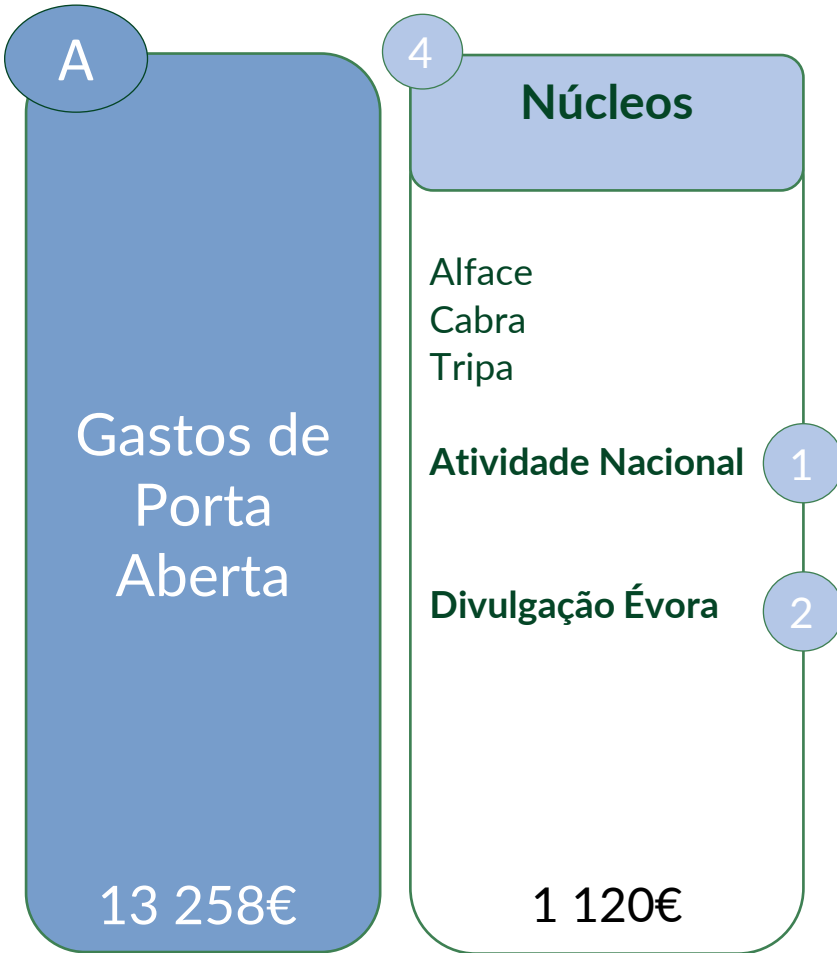 A
Gastos de
Porta
Aberta
13 258€
4
Núcleos
Alface
Cabra
Tripa
Atividade Nacional
1
Divulgação Évora
2
1 120€